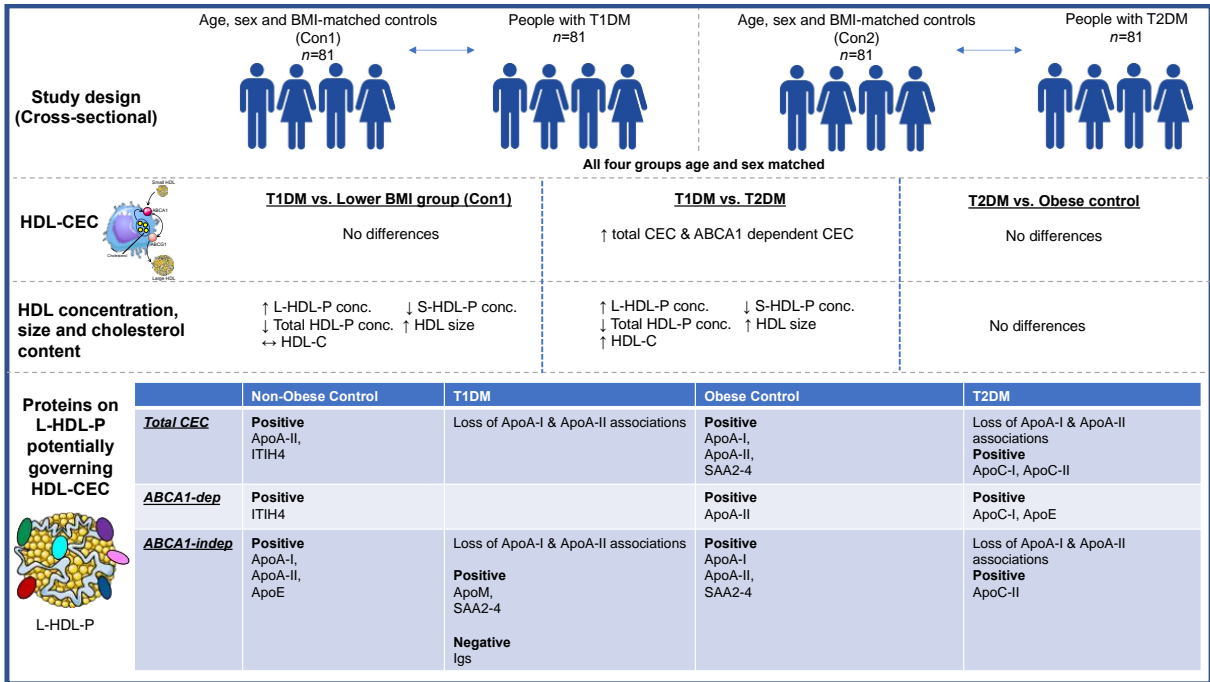 Age, sex and BMI-matched controls
(Con1)
n=81
People with T1DM
n=81
Age, sex and BMI-matched controls
(Con2)
n=81
People with T2DM
n=81
Study design
(Cross-sectional)
All four groups age and sex matched
HDL-CEC
Small HDL
ABCA1
ABCG1
Cholesterol
Large HDL
T1DM vs. Lower BMI group (Con1)
No differences
T1DM vs. T2DM
↑ total CEC & ABCA1 dependent CEC
T2DM vs. Obese control
No differences
HDL concentration,
size and cholesterol
content
↑ L-HDL-P conc. ↓ S-HDL-P conc.
↓ Total HDL-P conc. ↑ HDL size
↔ HDL-C
↑ L-HDL-P conc. ↓ S-HDL-P conc.
↓ Total HDL-P conc. ↑ HDL size
↑ HDL-C
No differences
Proteins on
L-HDL-P
potentially
governing
HDL-CEC
L-HDL-P
Non-Obese Control T1DM Obese Control T2DM
Total CEC
Positive
ApoA-II,
ITIH4
Loss of ApoA-I & ApoA-II associations
Positive
ApoA-I,
ApoA-II,
SAA2-4
Loss of ApoA-I & ApoA-II
associations
Positive
ApoC-I, ApoC-II
ABCA1-dep
Positive
ITIH4
Positive
ApoA-II
Positive
ApoC-I, ApoE
ABCA1-indep
Positive
ApoA-I,
ApoA-II,
ApoE
Loss of ApoA-I & ApoA-II associations
Positive
ApoM,
SAA2-4
Negative
Igs
Positive
ApoA-I
ApoA-II,
SAA2-4
Loss of ApoA-I & ApoA-II
associations
Positive
ApoC-II